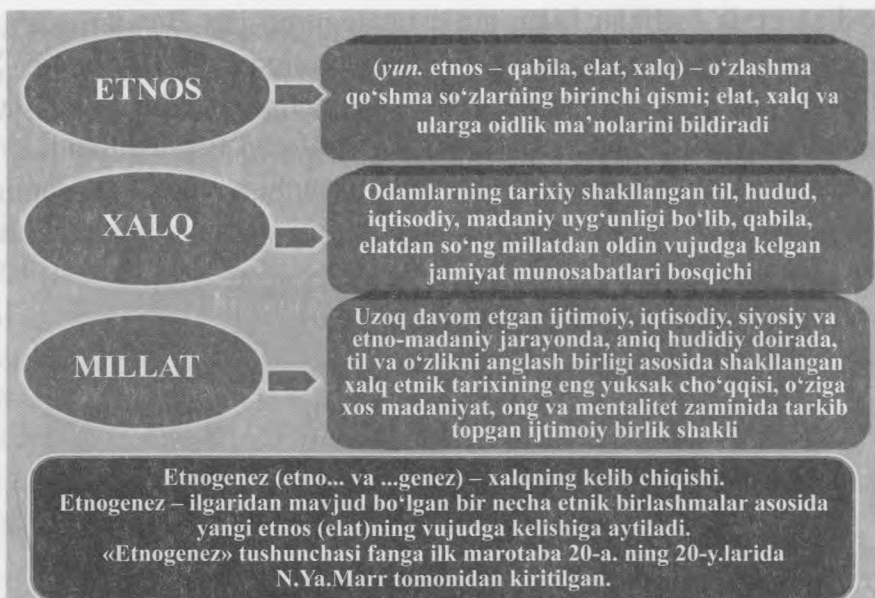 ETNOS
(yun. etnos – qabila, elat, xalq) – o‘zlashma
qo‘shma so‘zlarning birinchi qismi; elat, xalq va
ularga oidlik ma’nolarini bildiradi
XALQ
Odamlarning tarixiy shakllangan til, hudud,
iqtisodiy, madaniy uyg‘unligi bo‘lib, qabila,
elatdan so‘ng millatdan oldin vujudga kelgan
jamiyat munosabatlari bosqichi
MILLAT
Uzoq davom etgan ijtimoiy, iqtisodiy, siyosiy va
etno-madaniy jarayonda, aniq hudidiy doirada,
til va o‘zlikni anglash birligi asosida shakllangan
xalq etnik tarixining eng yuksak cho‘qqisi, o‘ziga
xos madaniyat, ong va mentalitet zaminida tarkib
topgan ijtimoiy birlik shakli
Etnogenez (etno... va ...genez) – xalqning kelib chiqishi.
Etnogenez – ilgaridan mavjud bo‘lgan bir necha etnik birlashmalar asosida
yangi etnos (elat)ning vujudga kelishiga aytiladi.
«Etnogenez» tushunchasi fanga ilk marotaba 20-a. ning 20-y.larida
N.Ya.Marr tomonidan kiritilgan.